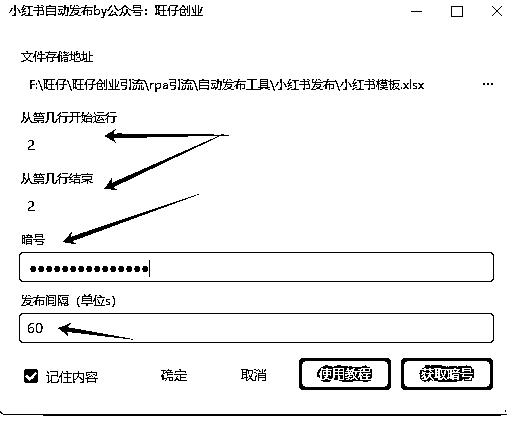 小红书自动发布by公众号：旺仔创业
文件存储地址
F:\旺仔\旺仔创业引流\rpa引流\自动发布工具\小红书发布\小红书模板.xlsx
...
从第几行开始运行
2
从第几行结束
2
暗号
●●●●●●●●●●●●●●●
发布间隔（单位s）
60
记住内容 确定 取消 使用教程 获取暗号